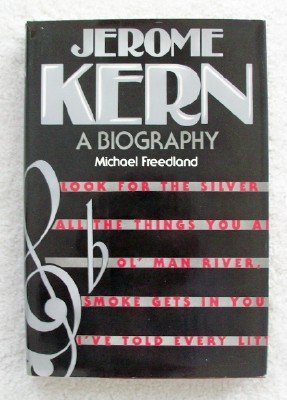 JEROME
KERN
A BIOGRAPHY
Michael Freedland
LOOK FOR THE SILVER
ALL THE THINGS YOU A
OL' MAN RIVER,
SMOKE GETS IN YOU
I'VE TOLD EVERY LIT